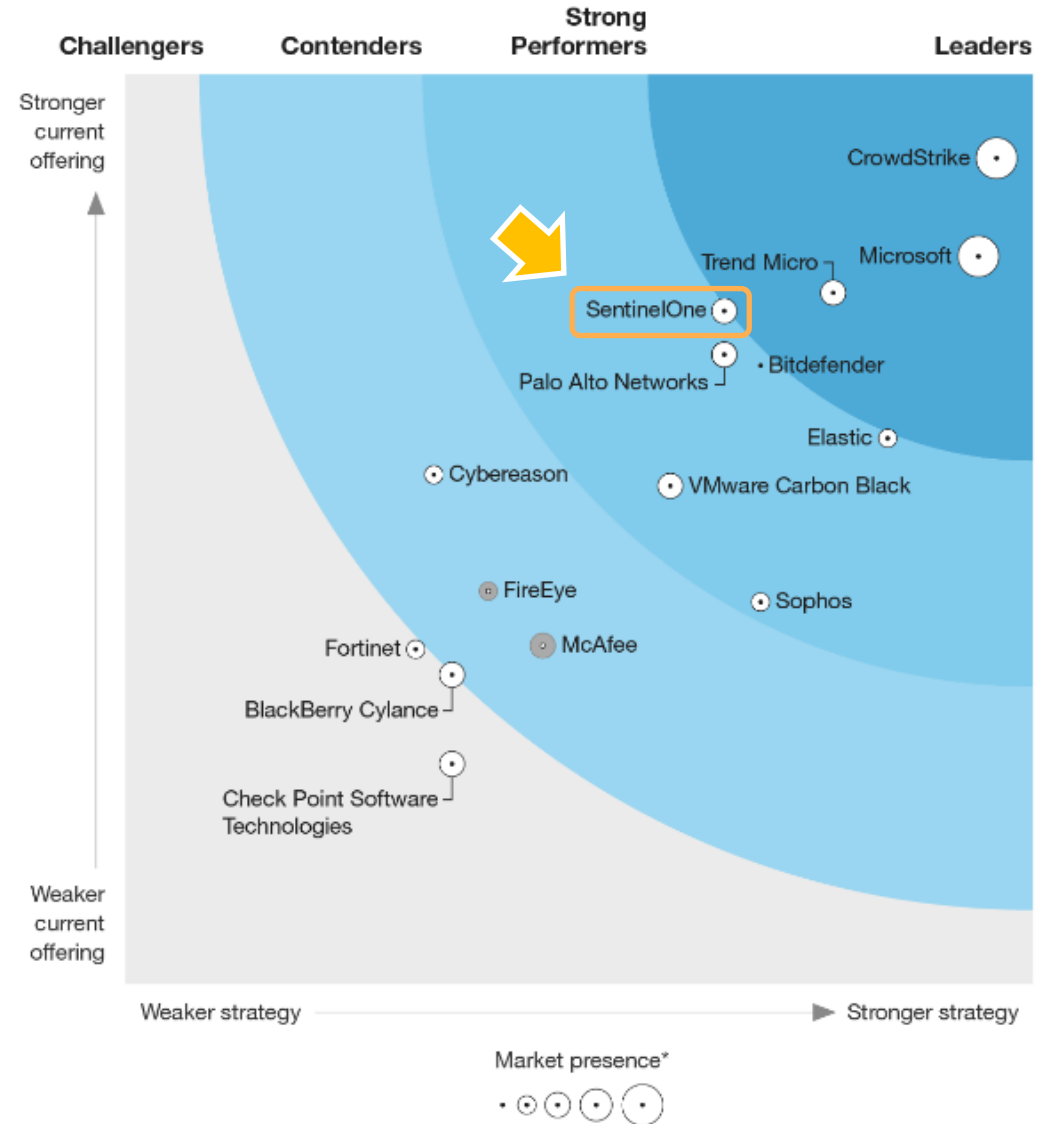 Challengers
Contenders
Strong
Performers
Leaders
Stronger
current
offering
CrowdStrike
Trend Micro
Microsoft
SentinelOne
Palo Alto Networks
Bitdefender
Elastic
Cybereason
VMware Carbon Black
FireEye
Sophos
Fortinet
McAfee
BlackBerry Cylance
Check Point Software
Technologies
Weaker
current
offering
Weaker strategy
Stronger strategy
Market presence*